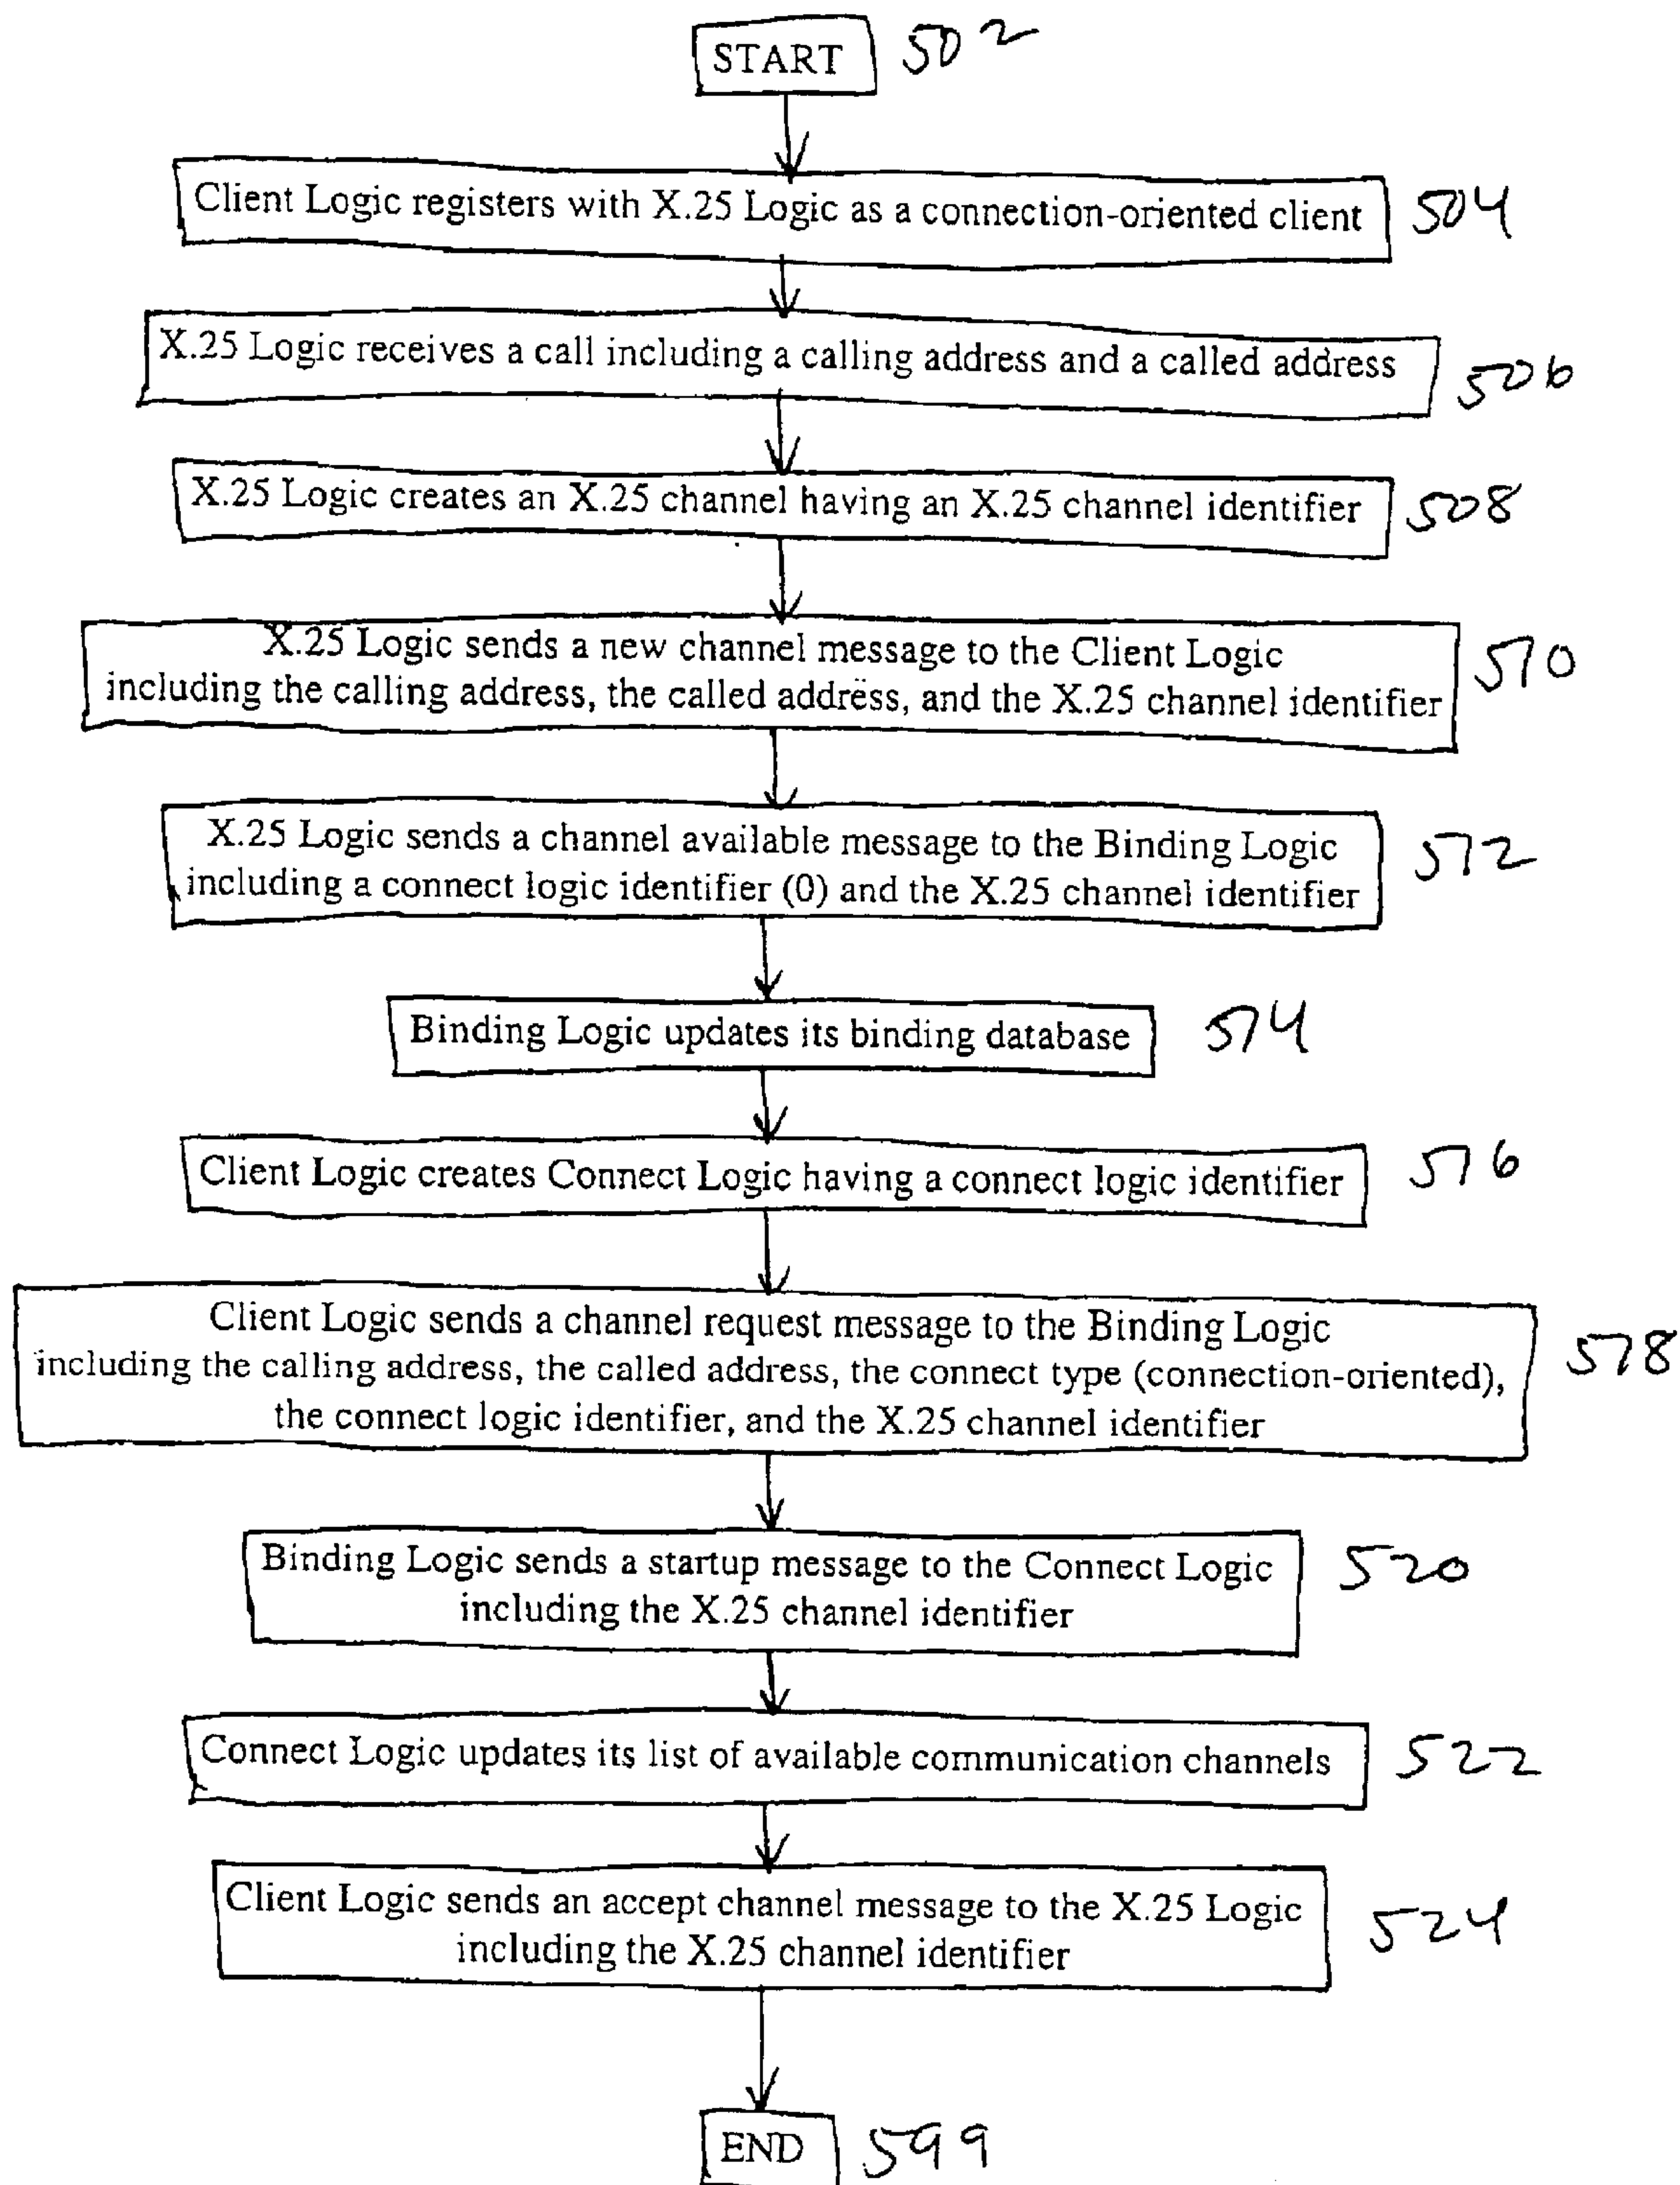 START 502
Client Logic registers with X.25 Logic as a connection-oriented client 504
X.25 Logic receives a call including a calling address and a called address 506
X.25 Logic creates an X.25 channel having an X.25 channel identifier 508
X.25 Logic sends a new channel message to the Client Logic 510
including the calling address, the called address, and the X.25 channel identifier
X.25 Logic sends a channel available message to the Binding Logic 512
including a connect logic identifier (0) and the X.25 channel identifier
Binding Logic updates its binding database 514
Client Logic creates Connect Logic having a connect logic identifier 516
Client Logic sends a channel request message to the Binding Logic
including the calling address, the called address, the connect type (connection-oriented), 518
the connect logic identifier, and the X.25 channel identifier
Binding Logic sends a startup message to the Connect Logic 520
including the X.25 channel identifier
Connect Logic updates its list of available communication channels 522
Client Logic sends an accept channel message to the X.25 Logic 524
including the X.25 channel identifier
END 599